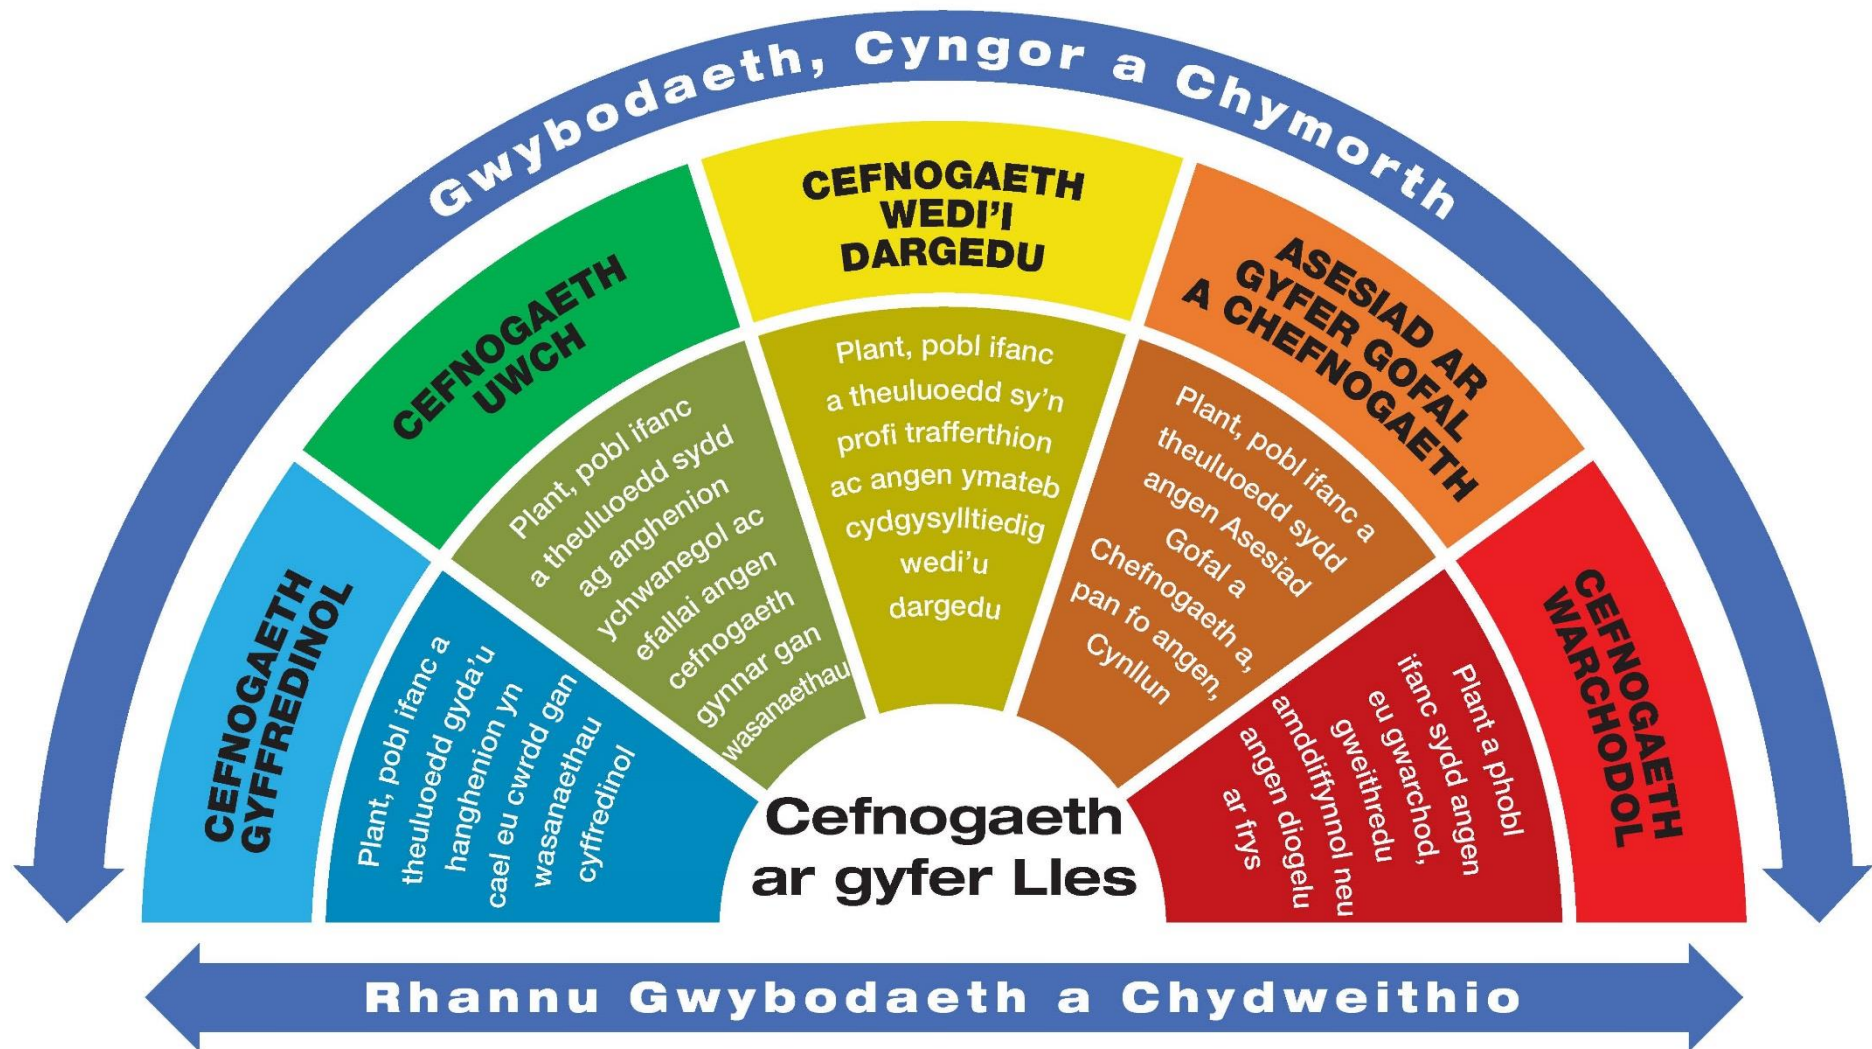 Gwybodaeth, Cyngor a Chymorth
CEFNOGAETH
GYFFREDINOL
Plant, pobl ifanc a
theuluoedd gyda'u
hanghenion yn
cael eu cwrdd gan
wasanaethau
cyffredinol
CEFNOGAETH
UWCH
Plant, pobl ifanc
a theuluoedd sydd
ag anghenion
ychwanegol ac
efallai angen
cefnogaeth
gynnar gan
wasanaethau
CEFNOGAETH
WEDI'I
DARGEDU
Plant, pobl ifanc
a theuluoedd sy'n
profi trafferthion
ac angen ymateb
cydgysylltiedig
wedi'u
dargedu
ASESIAD AR
GYFER GOFAL
A CHEFNOGAETH
Plant, pobl ifanc a
theuluoedd sydd
angen Asesiad
Gofal a
Chefnogaeth a,
pan fo angen,
Cynllun
CEFNOGAETH
WARCHODOL
Plant a phobl
ifanc sydd angen
eu gwarchod,
gweithredu
amddiffynnol neu
angen diogelu
ar frys
Cefnogaeth
ar gyfer Lles
Rhannu Gwybodaeth a Chydweithio